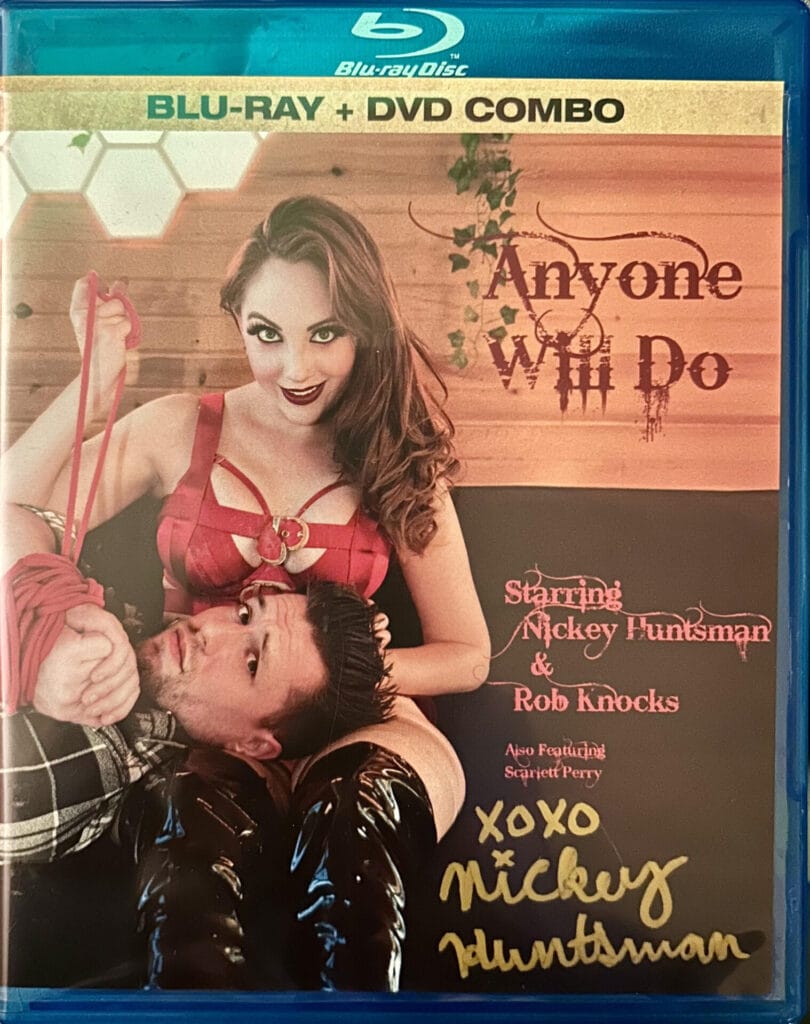 Blu-ray Disc™
BLU-RAY + DVD COMBO
Anyone
Will Do
Starring
Nickey Huntsman
&
Rob Knocks
Also Featuring
Scarlett Perry
xoxo
Nickey
Huntsman